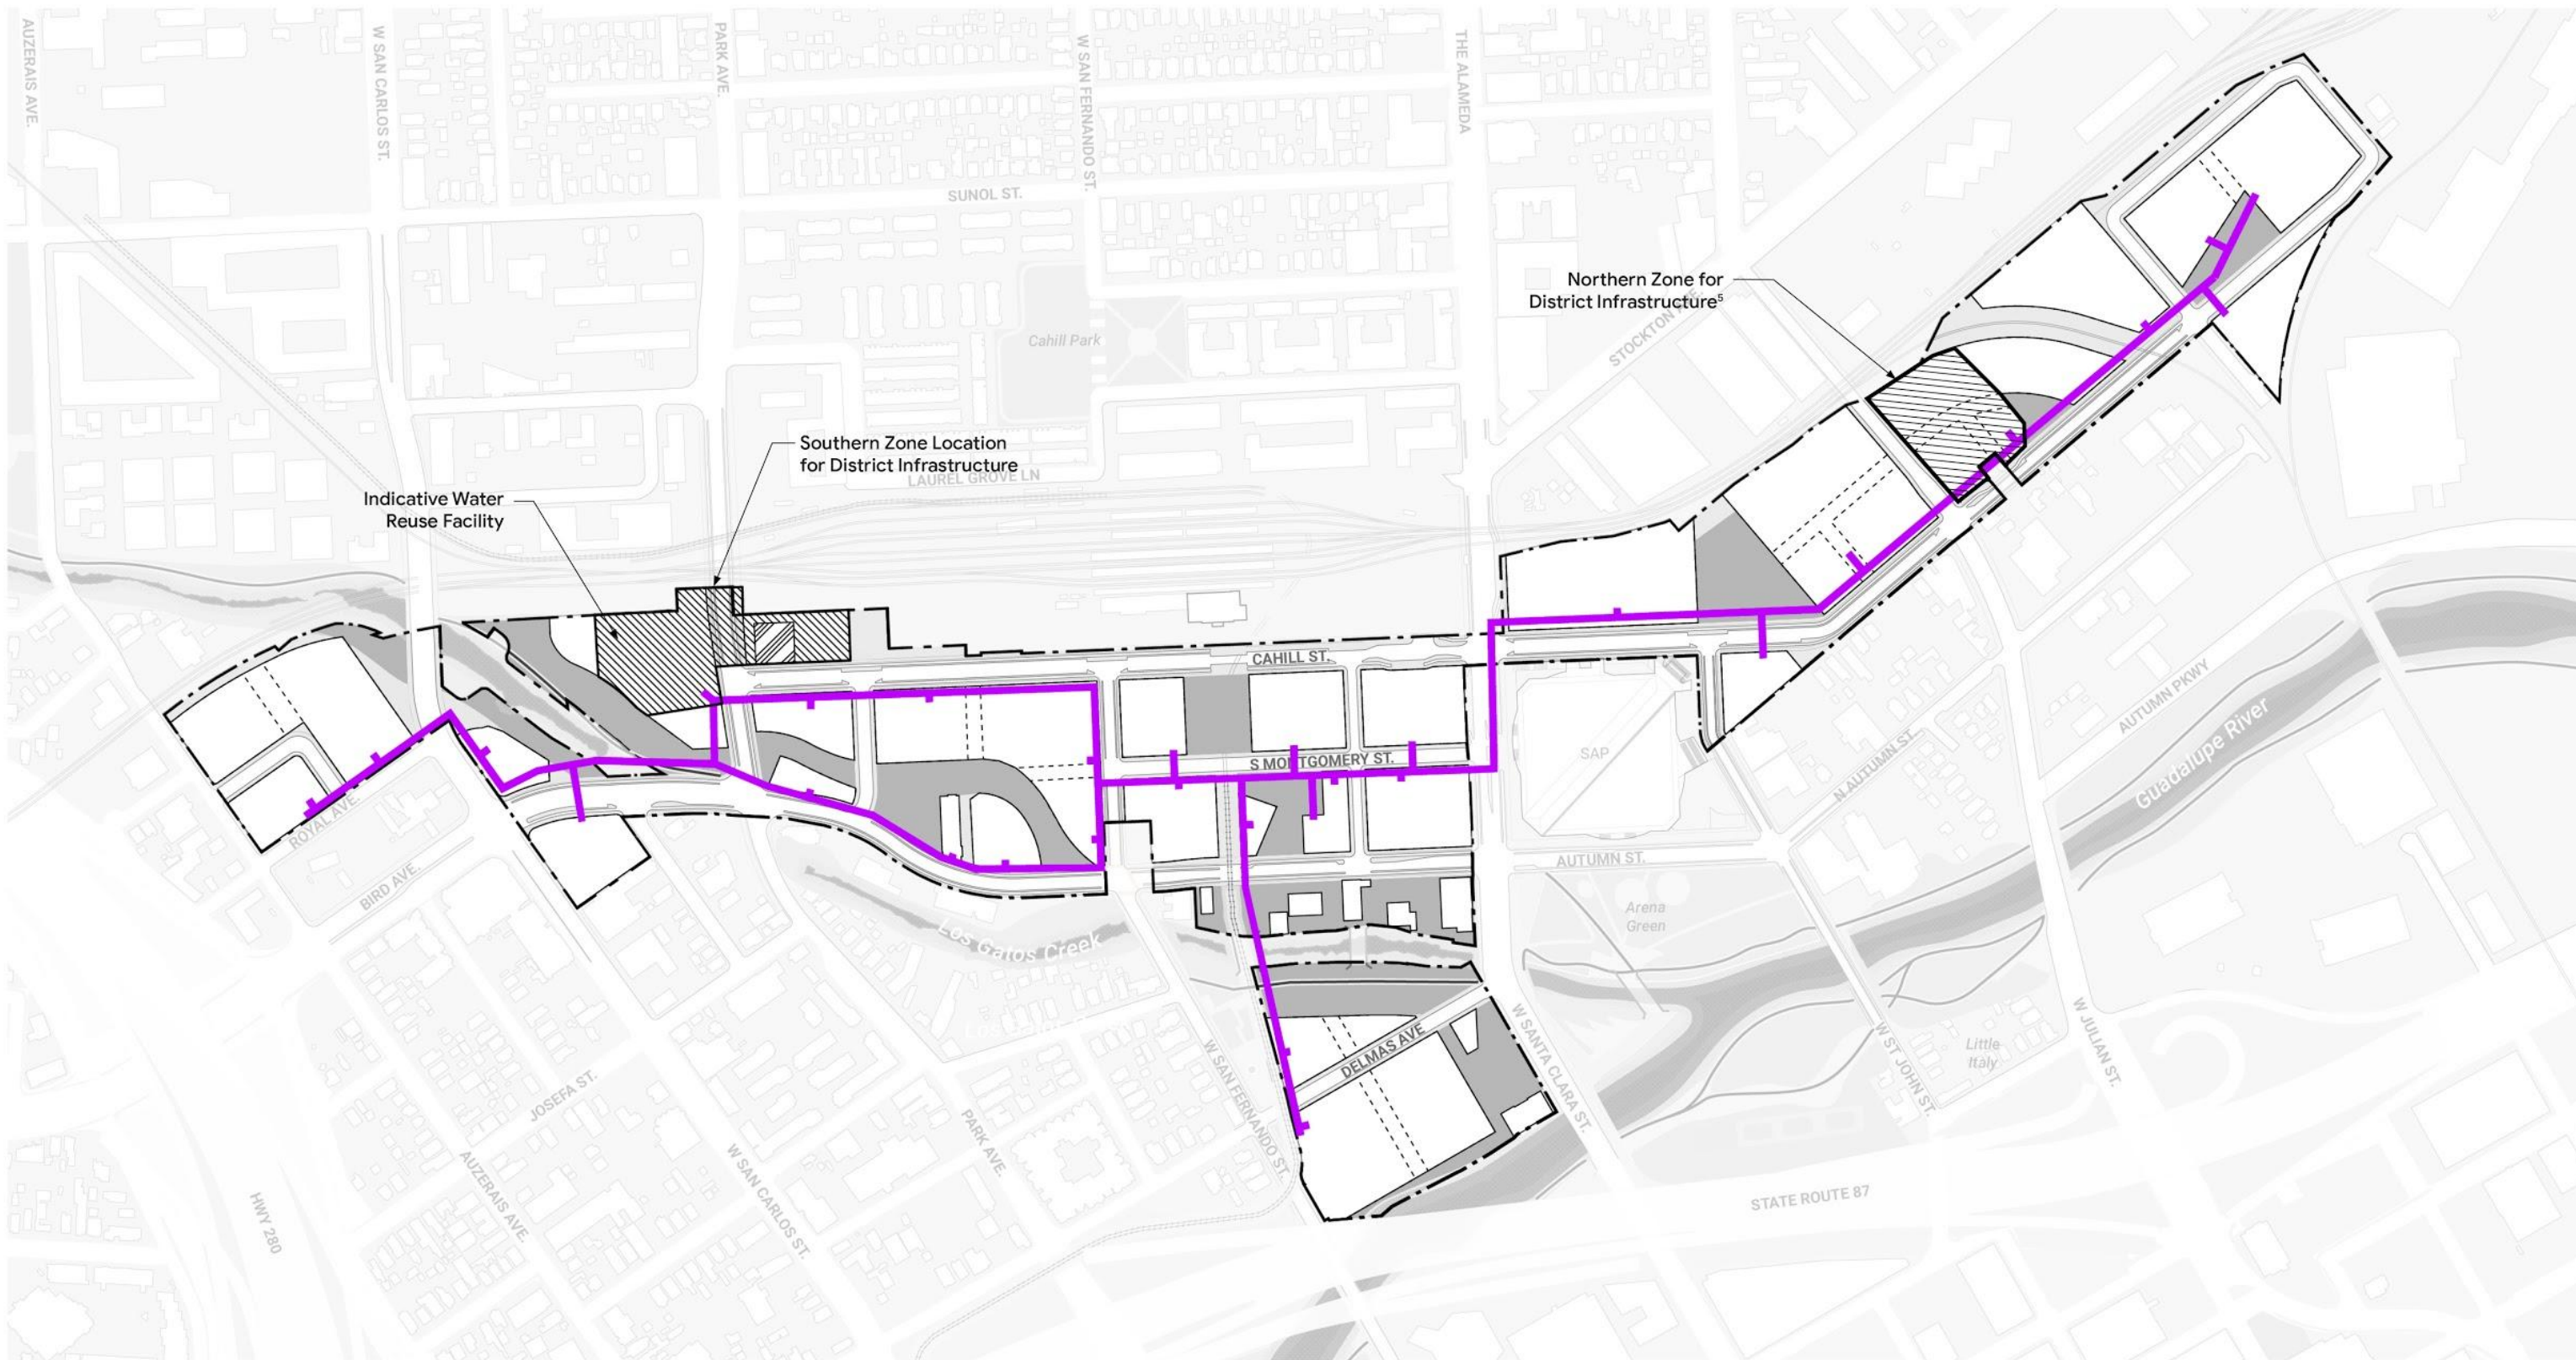 AUZERAIS AVE.
W SAN CARLOS ST.
PARK AVE.
W SAN FERNANDO ST.
THE ALAMEDA
SUNOL ST.
Northern Zone for
District Infrastructure⁵
STOCKTON AVE.
Cahill Park
Southern Zone Location
for District Infrastructure
LAUREL GROVE LN
Indicative Water
Reuse Facility
CAHILL ST.
S MONTGOMERY ST.
SAP
AUTUMN PKWY
N AUTUMN ST.
Guadalupe River
ROYAL AVE.
BIRD AVE.
AUTUMN ST.
Arena
Green
Los Gatos Creek
DELMAS AVE
W SANTA CLARA ST.
W ST JOHN ST.
Little
Italy
W JULIAN ST.
JOSEFA ST.
W SAN FERNANDO ST.
PARK AVE.
W SAN CARLOS ST.
AUZERAIS AVE.
HWY 280
STATE ROUTE 87